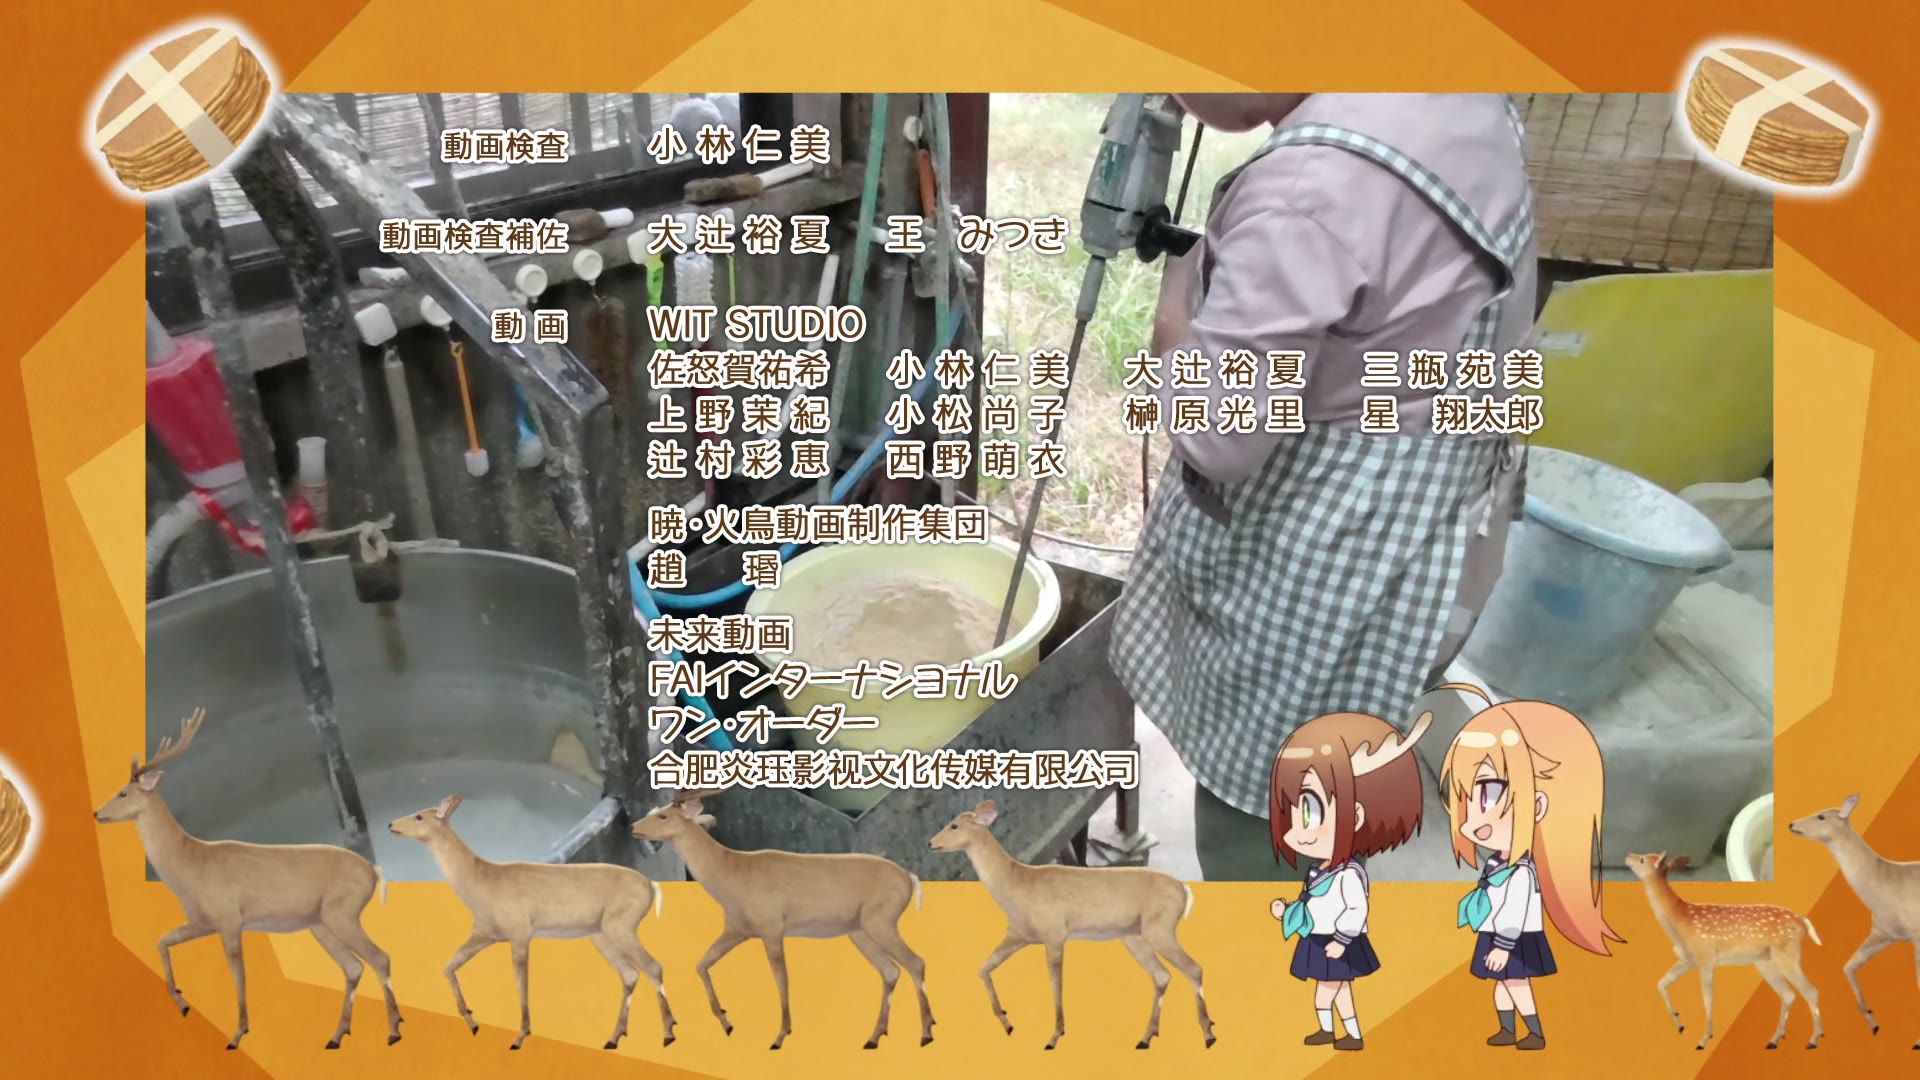 動画検査 小林仁美
動画検査補佐 大辻裕夏 王 みつき
動画 WIT STUDIO
佐怒賀祐希 小林仁美 大辻裕夏 三瓶苑美
上野茉紀 小松尚子 榊原光里 星 翔太郎
辻村彩恵 西野萌衣
暁・火鳥動画制作集団
趙 瑉
未来動画
FAIインターナショナル
ワン・オーダー
合肥炎珏影视文化传媒有限公司